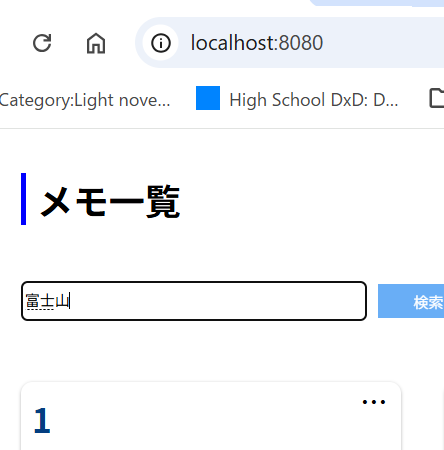 localhost:8080
Category:Light nove...
High School DxD: D...
メモ一覧
富士山
検索
1